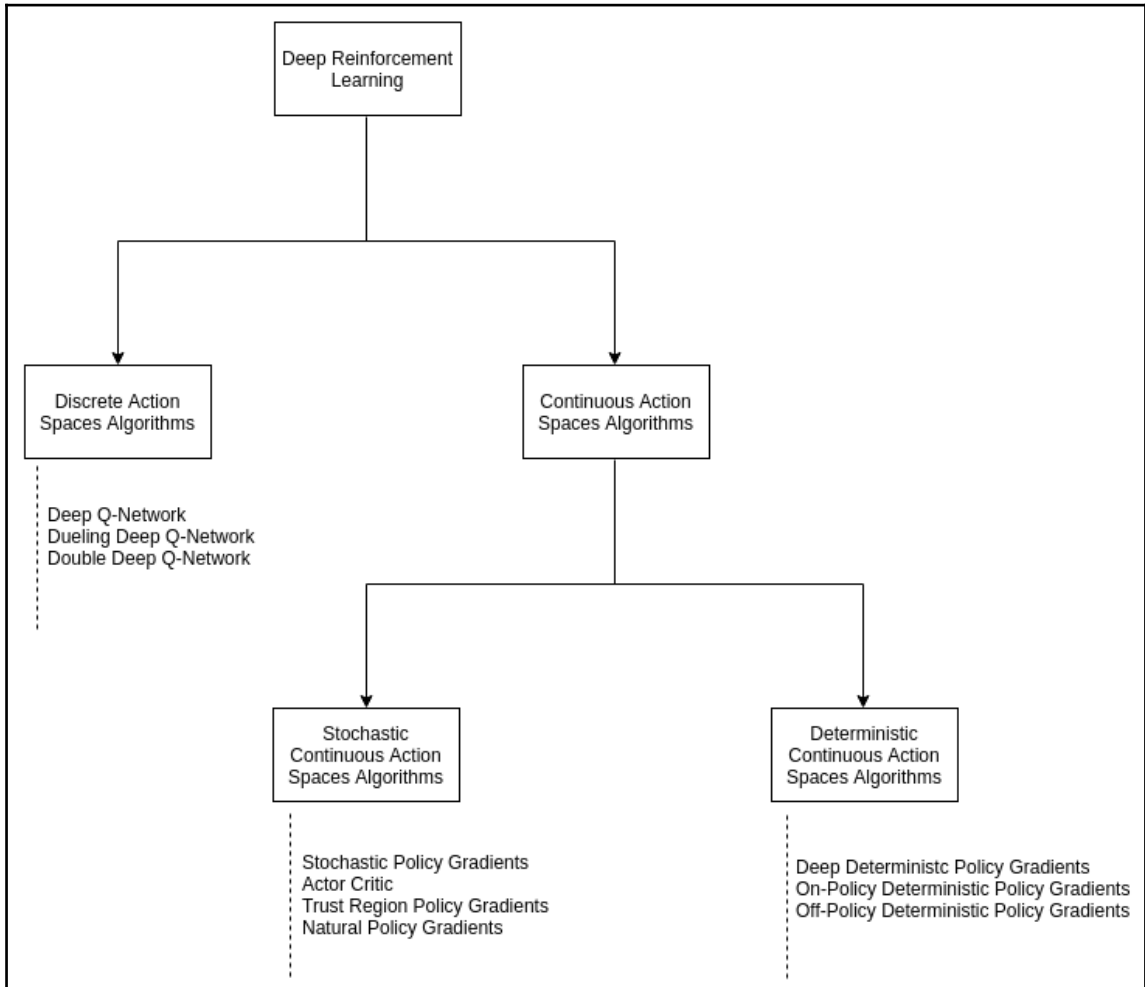 Deep Reinforcement
Learning
Discrete Action
Spaces Algorithms
Continuous Action
Spaces Algorithms
Deep Q-Network
Dueling Deep Q-Network
Double Deep Q-Network
Stochastic
Continuous Action
Spaces Algorithms
Deterministic
Continuous Action
Spaces Algorithms
Stochastic Policy Gradients
Actor Critic
Trust Region Policy Gradients
Natural Policy Gradients
Deep Deterministc Policy Gradients
On-Policy Deterministic Policy Gradients
Off-Policy Deterministic Policy Gradients